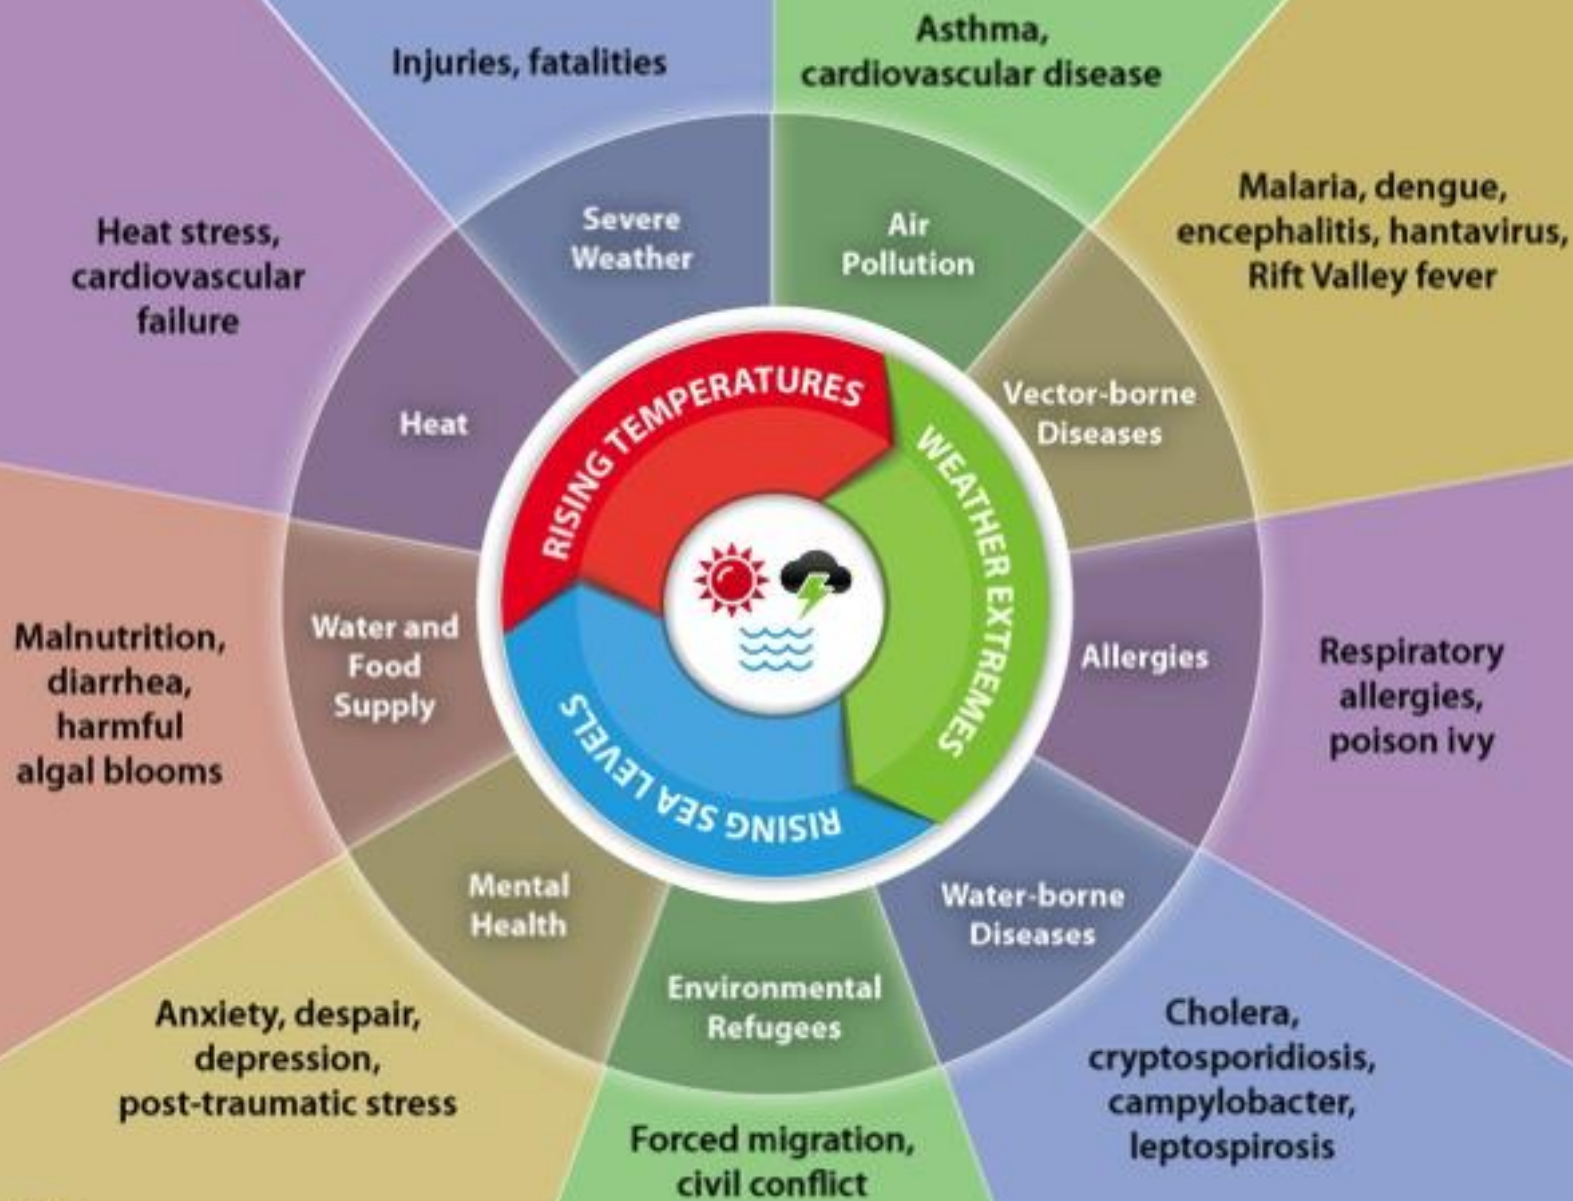 Injuries, fatalities
Asthma,
cardiovascular disease
Severe
Weather
Air
Pollution
Malaria, dengue,
encephalitis, hantavirus,
Rift Valley fever
Heat stress,
cardiovascular
failure
Heat
Vector-borne
Diseases
RISING TEMPERATURES
WEATHER EXTREMES
RISING SEA LEVELS
Water and
Food
Supply
Malnutrition,
diarrhea,
harmful
algal blooms
Allergies
Respiratory
allergies,
poison ivy
Mental
Health
Water-borne
Diseases
Environmental
Refugees
Anxiety, despair,
depression,
post-traumatic stress
Cholera,
cryptosporidiosis,
campylobacter,
leptospirosis
Forced migration,
civil conflict